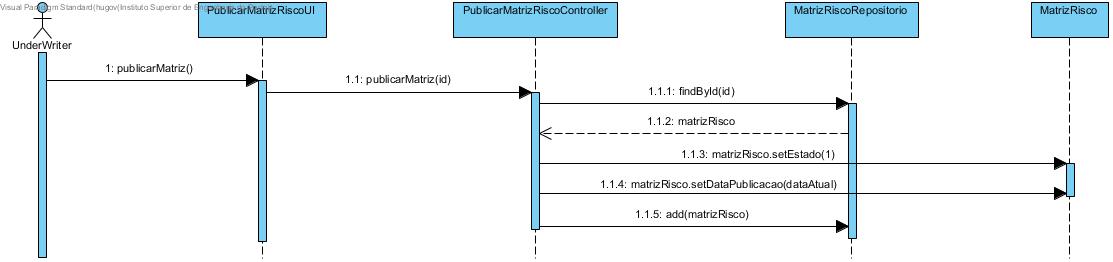 Visual Paradigm Standard(hugov(Instituto Superior de
PublicarMatrizRiscoUI
PublicarMatrizRiscoController
MatrizRiscoRepositorio
MatrizRisco
UnderWriter
1: publicarMatriz()
1.1: publicarMatriz(id)
1.1.1: findById(id)
1.1.2: matrizRisco
1.1.3: matrizRisco.setEstado(1)
1.1.4: matrizRisco.setDataPublicacao(dataAtual)
1.1.5: add(matrizRisco)